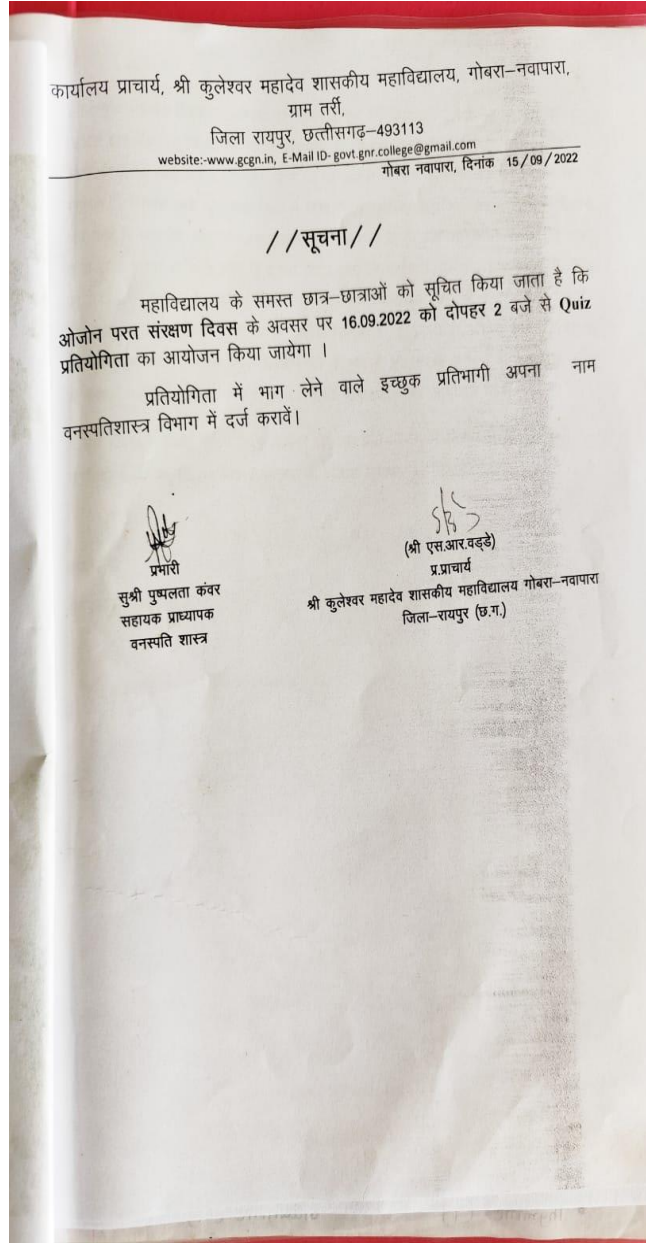 कार्यालय प्राचार्य, श्री कुलेश्वर महादेव शासकीय महाविद्यालय, गोबरा–नवापारा,
ग्राम तर्री,
जिला रायपुर, छत्तीसगढ़–493113
website:-www.gcgn.in, E-Mail ID- govt.gnr.college@gmail.com
गोबरा नवापारा, दिनांक 15/09/2022
//सूचना//
महाविद्यालय के समस्त छात्र–छात्राओं को सूचित किया जाता है कि
ओजोन परत संरक्षण दिवस के अवसर पर 16.09.2022 को दोपहर 2 बजे से Quiz
प्रतियोगिता का आयोजन किया जायेगा ।
प्रतियोगिता में भाग लेने वाले इच्छुक प्रतिभागी अपना नाम
वनस्पतिशास्त्र विभाग में दर्ज करावें।
प्रभारी
सुश्री पुष्पलता कंवर
सहायक प्राध्यापक
वनस्पति शास्त्र
(श्री एस.आर.वड्डे)
प्र.प्राचार्य
श्री कुलेश्वर महादेव शासकीय महाविद्यालय गोबरा–नवापारा
जिला–रायपुर (छ.ग.)